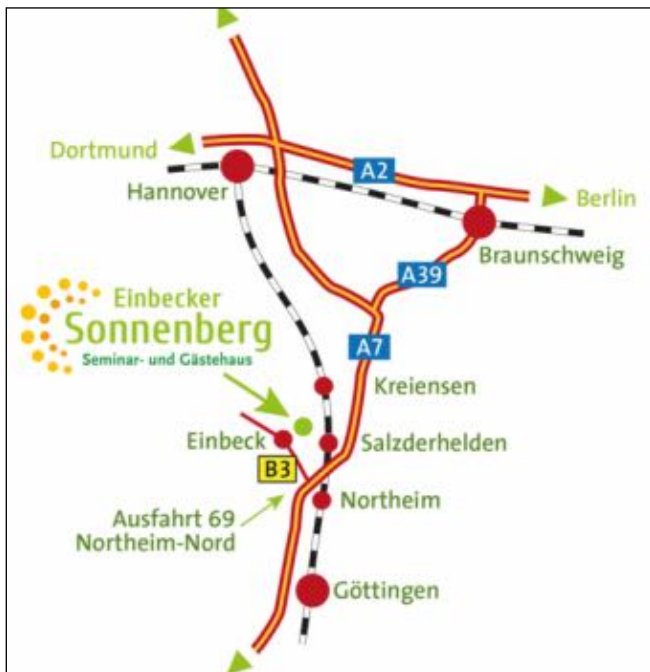 Dortmund
A2
Hannover
Berlin
Braunschweig
A39
Einbecker
Sonnenberg
Seminar- und Gästehaus
A7
Kreiensen
Einbeck
Salzderhelden
B3
Ausfahrt 69
Northeim-Nord
Northeim
Göttingen